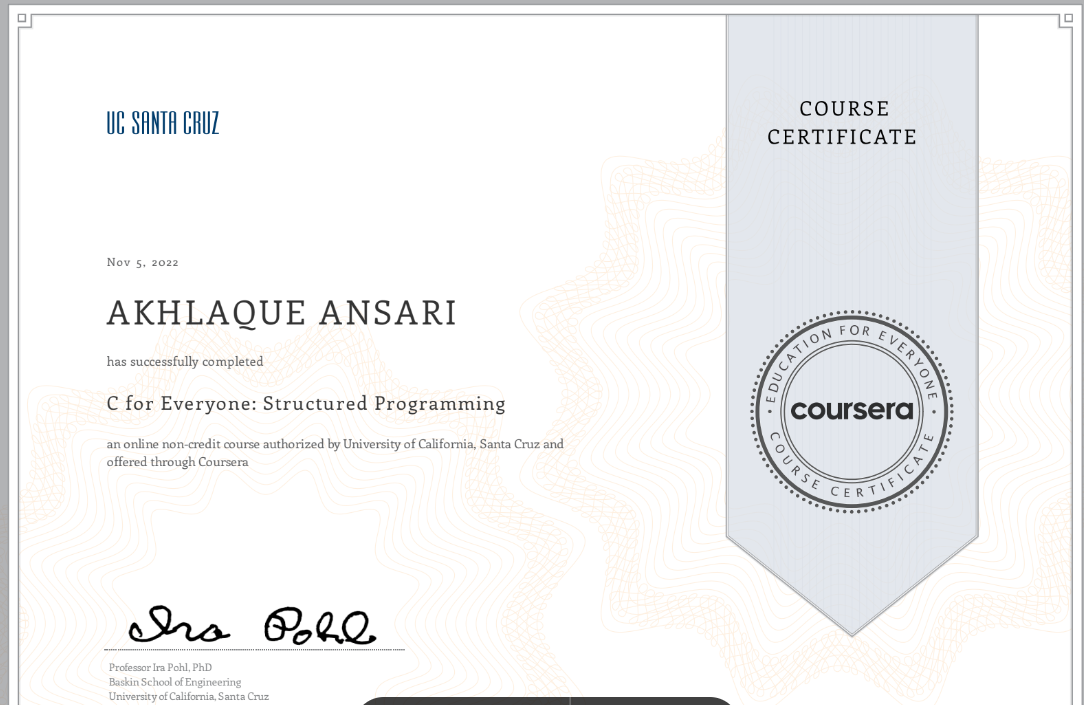 UC SANTA CRUZ
COURSE
CERTIFICATE
Nov 5, 2022
AKHLAQUE ANSARI
has successfully completed
C for Everyone: Structured Programming
an online non-credit course authorized by University of California, Santa Cruz and
offered through Coursera
EDUCATION FOR EVERYONE
coursera
COURSE CERTIFICATE
Ira Pohl
Professor Ira Pohl, PhD
Baskin School of Engineering
University of California, Santa Cruz